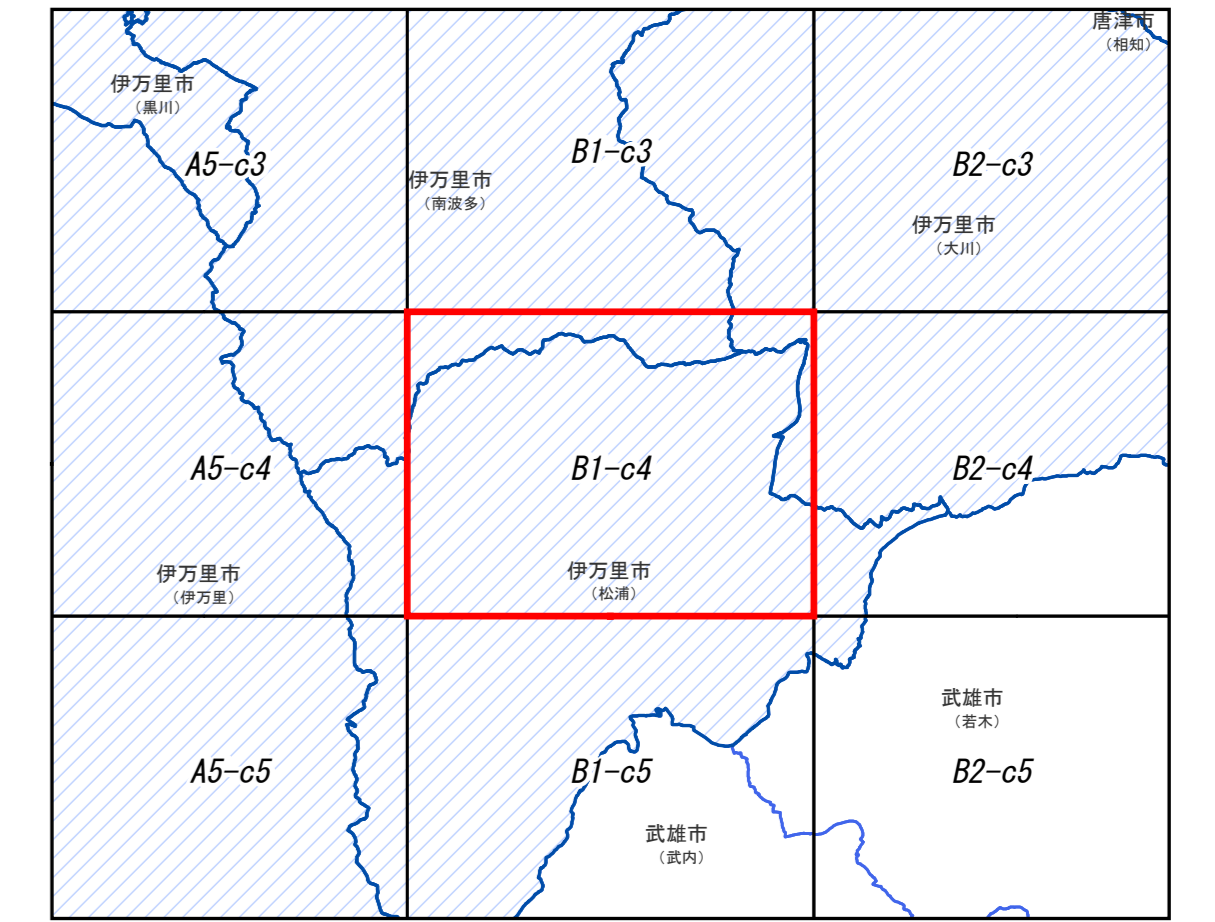 唐津市
（相知）
伊万里市
（黒川）
A5-c3
B1-c3
B2-c3
伊万里市
（南波多）
伊万里市
（大川）
A5-c4
B1-c4
B2-c4
伊万里市
（伊万里）
伊万里市
（松浦）
武雄市
（若木）
A5-c5
B1-c5
B2-c5
武雄市
（武内）